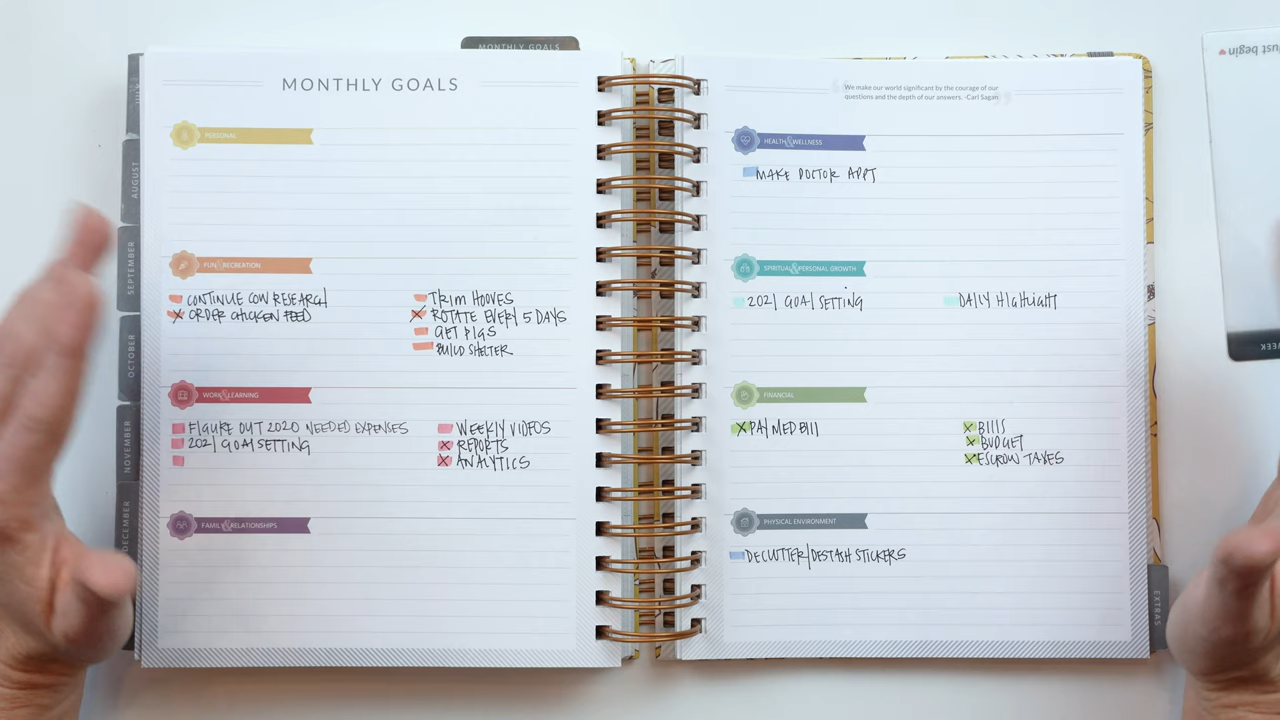 MONTHLY GOALS
MONTHLY GOALS
PERSONAL
FUN & RECREATION
CONTINUE COW RESEARCH
ORDER CHICKEN FEED
TRIM HOOVES
ROTATE EVERY 5 DAYS
GET PIGS
BUILD SHELTER
WORK & LEARNING
FIGURE OUT 2020 NEEDED EXPENSES
2021 GOAL SETTING
WEEKLY VIDEOS
REPORTS
ANALYTICS
FAMILY & RELATIONSHIPS
AUGUST
SEPTEMBER
OCTOBER
NOVEMBER
DECEMBER
We make our world significant by the courage of our
questions and the depth of our answers. -Carl Sagan
HEALTH & WELLNESS
MAKE DOCTOR APPT
SPIRITUAL & PERSONAL GROWTH
2021 GOAL SETTING
DAILY HIGHLIGHT
FINANCIAL
PAY MED BILL
BILLS
BUDGET
ESCROW TAXES
PHYSICAL ENVIRONMENT
DECLUTTER/DESTASH STICKERS
EXTRAS
just begin
WEEK